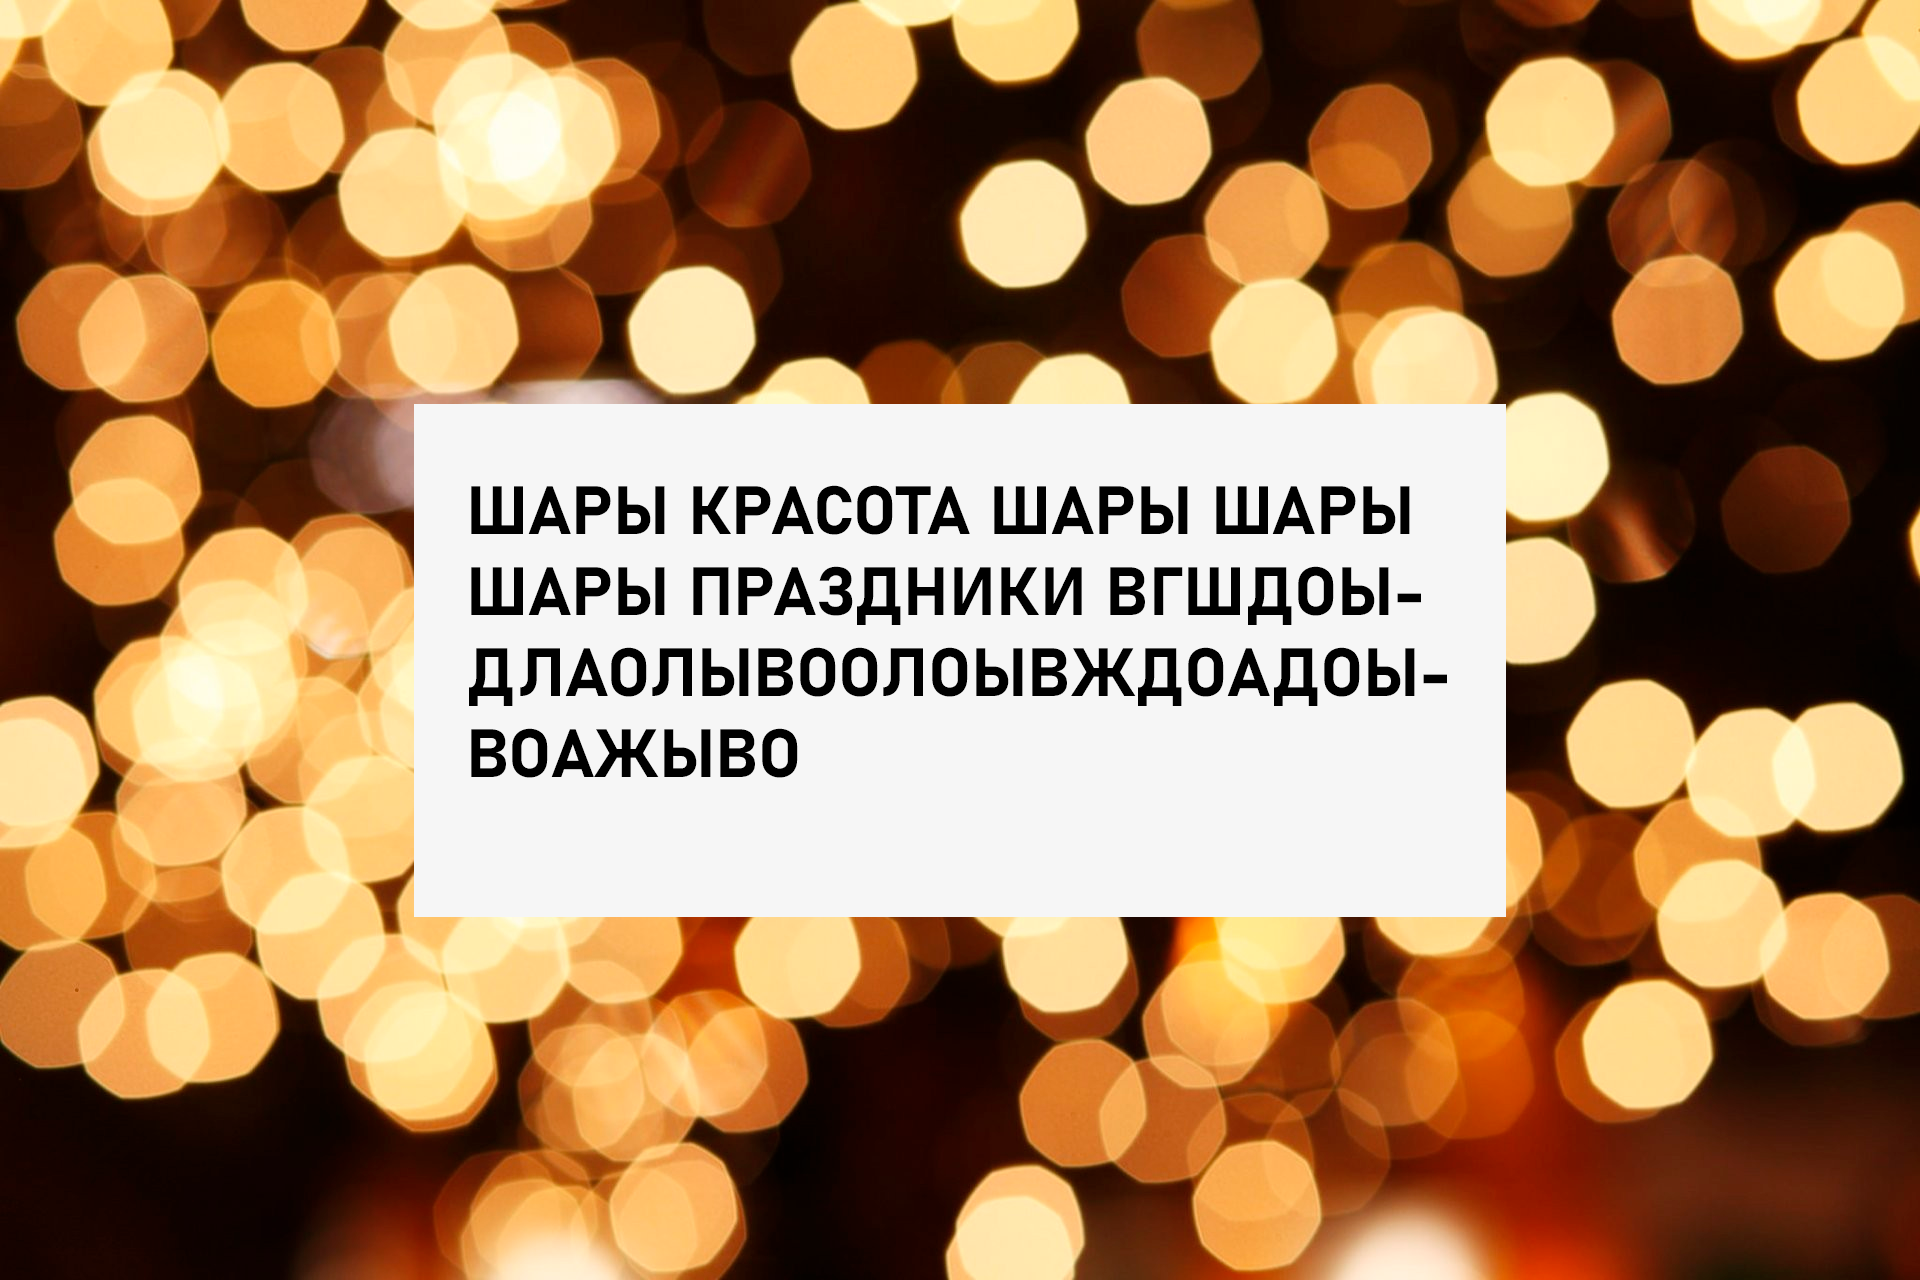 ШАРЫ КРАСОТА ШАРЫ ШАРЫ
ШАРЫ ПРАЗДНИКИ ВГШДОЫ-
ДЛАОЛЫВООЛОЫВЖДОАДОЫ-
ВОАЖЫВО